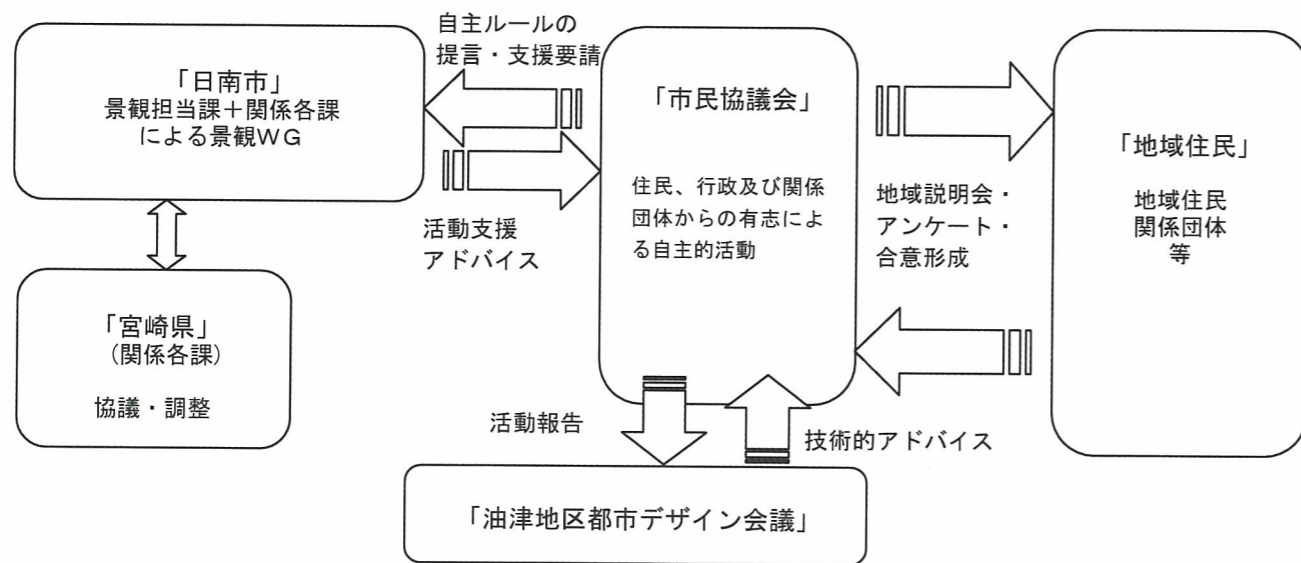 自主ルールの
提言・支援要請
「日南市」
景観担当課＋関係各課
による景観ＷＧ
活動支援
アドバイス
「宮崎県」
(関係各課)
協議・調整
「市民協議会」
住民、行政及び関係
団体からの有志によ
る自主的活動
地域説明会・
アンケート・
合意形成
「地域住民」
地域住民
関係団体
等
活動報告
技術的アドバイス
「油津地区都市デザイン会議」